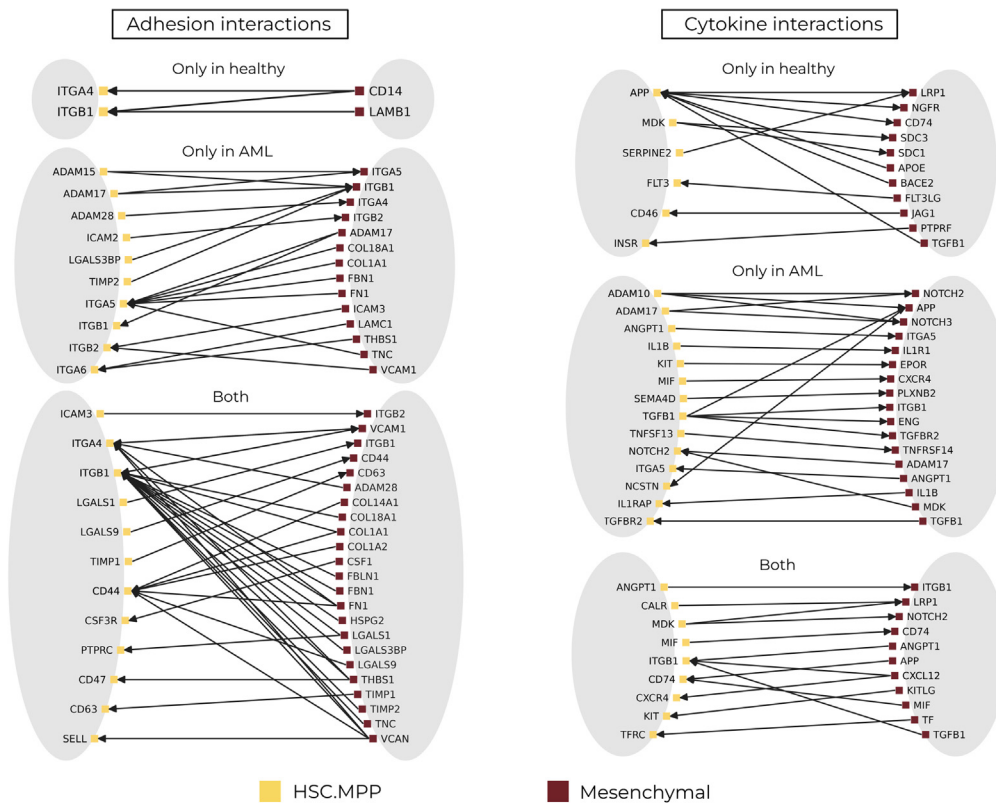 Adhesion interactions
Only in healthy
ITGA4
ITGB1
CD14
LAMB1
Only in AML
ADAM15
ADAM17
ADAM28
ICAM2
LGALS3BP
TIMP2
ITGA5
ITGB1
ITGB2
ITGA6
ITGA5
ITGB1
ITGA4
ITGB2
ADAM17
COL18A1
COL1A1
FBN1
FN1
ICAM3
LAMC1
THBS1
TNC
VCAM1
Both
ICAM3
ITGA4
ITGB1
LGALS1
LGALS9
TIMP1
CD44
CSF3R
PTPRC
CD47
CD63
SELL
ITGB2
VCAM1
ITGB1
CD44
CD63
ADAM28
COL14A1
COL18A1
COL1A1
COL1A2
CSF1
FBLN1
FBN1
FN1
HSPG2
LGALS1
LGALS3BP
LGALS9
THBS1
TIMP1
TIMP2
TNC
VCAN
Cytokine interactions
Only in healthy
APP
MDK
SERPINE2
FLT3
CD46
INSR
LRP1
NGFR
CD74
SDC3
SDC1
APOE
BACE2
FLT3LG
JAG1
PTPRF
TGFB1
Only in AML
ADAM10
ADAM17
ANGPT1
IL1B
KIT
MIF
SEMA4D
TGFB1
TNFSF13
NOTCH2
ITGA5
NCSTN
IL1RAP
TGFBR2
NOTCH2
APP
NOTCH3
ITGA5
IL1R1
EPOR
CXCR4
PLXNB2
ITGB1
ENG
TGFBR2
TNFRSF14
ADAM17
ANGPT1
IL1B
MDK
TGFB1
Both
ANGPT1
CALR
MDK
MIF
ITGB1
CD74
CXCR4
KIT
TFRC
ITGB1
LRP1
NOTCH2
CD74
ANGPT1
APP
CXCL12
KITLG
MIF
TF
TGFB1
HSC.MPP
Mesenchymal